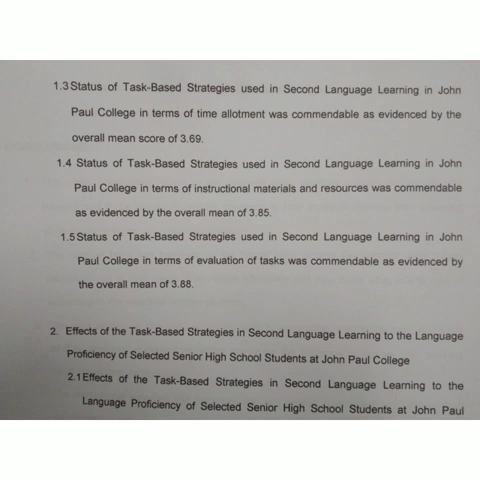 1.3 Status of Task-Based Strategies used in Second Language Learning in John
Paul College in terms of time allotment was commendable as evidenced by the
overall mean score of 3.69.
1.4 Status of Task-Based Strategies used in Second Language Learning in John
Paul College in terms of instructional materials and resources was commendable
as evidenced by the overall mean of 3.85.
1.5 Status of Task-Based Strategies used in Second Language Learning in John
Paul College in terms of evaluation of tasks was commendable as evidenced by
the overall mean of 3.88.
2. Effects of the Task-Based Strategies in Second Language Learning to the Language
Proficiency of Selected Senior High School Students at John Paul College
2.1 Effects of the Task-Based Strategies in Second Language Learning to the
Language Proficiency of Selected Senior High School Students at John Paul